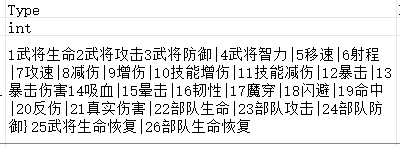 Type
int
1武将生命2武将攻击3武将防御|4武将智力|5移速|6射程
|7攻速|8减伤|9增伤|10技能增伤|11技能减伤|12暴击|13
暴击伤害14吸血|15晕击|16韧性|17魔穿|18闪避|19命中
|20反伤|21真实伤害|22部队生命|23部队攻击|24部队防
御}25武将生命恢复|26部队生命恢复